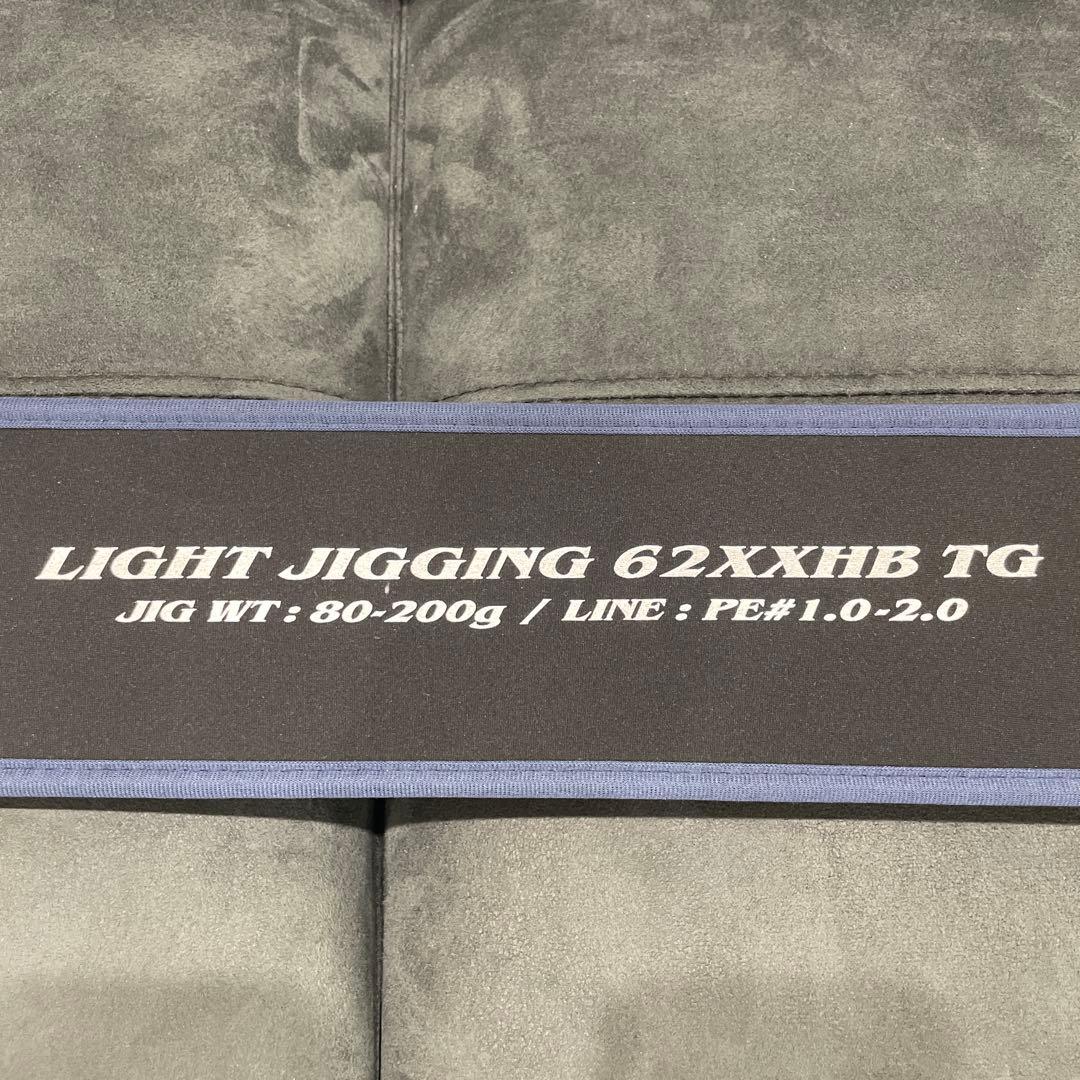 LIGHT JIGGING 62XXHB TG
JIG WT : 80-200g / LINE : PE#1.0-2.0